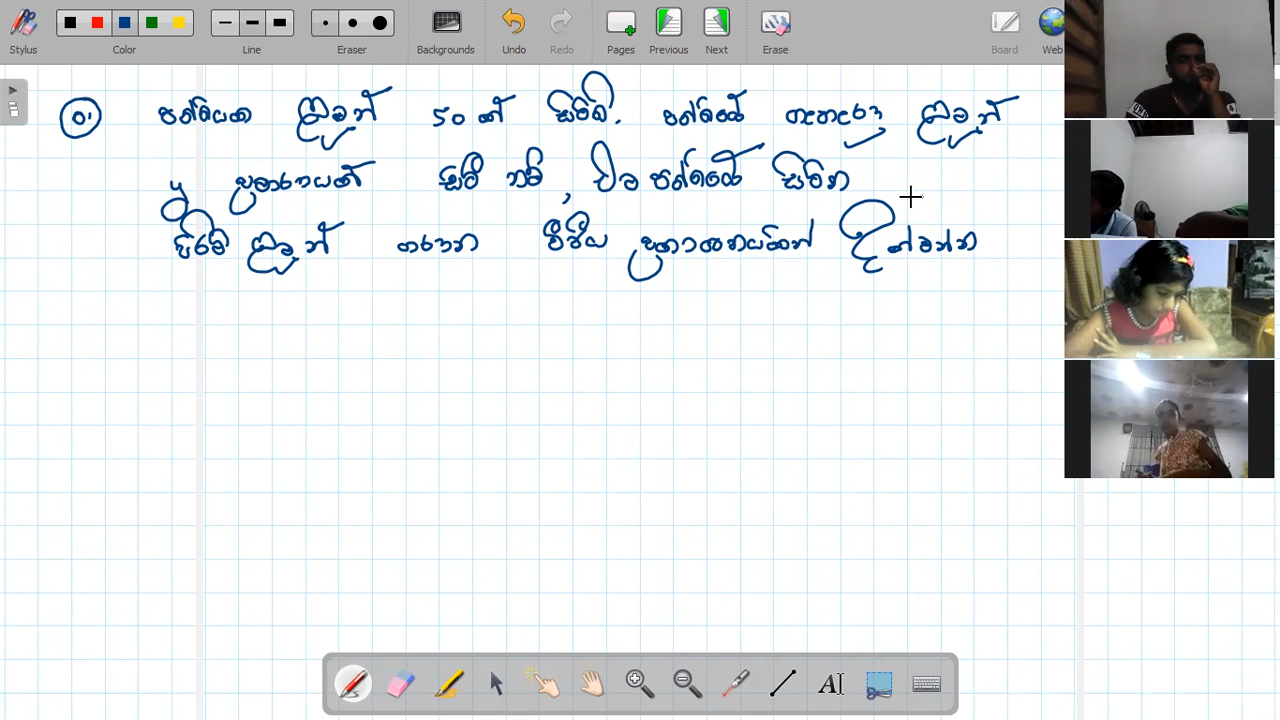 Stylus Color Line Eraser Backgrounds Undo Redo Pages Previous Next Erase Board Web
01. පන්තියක ළමුන් 50 ක් සිටිති. පන්තියේ ගැහැණු ළමුන්
y ප්‍රමාණයක් සිටී නම්, එම පන්තියේ සිටින
පිරිමි ළමුන් ගණන වීජීය ප්‍රකාශනයකින් දක්වන්න